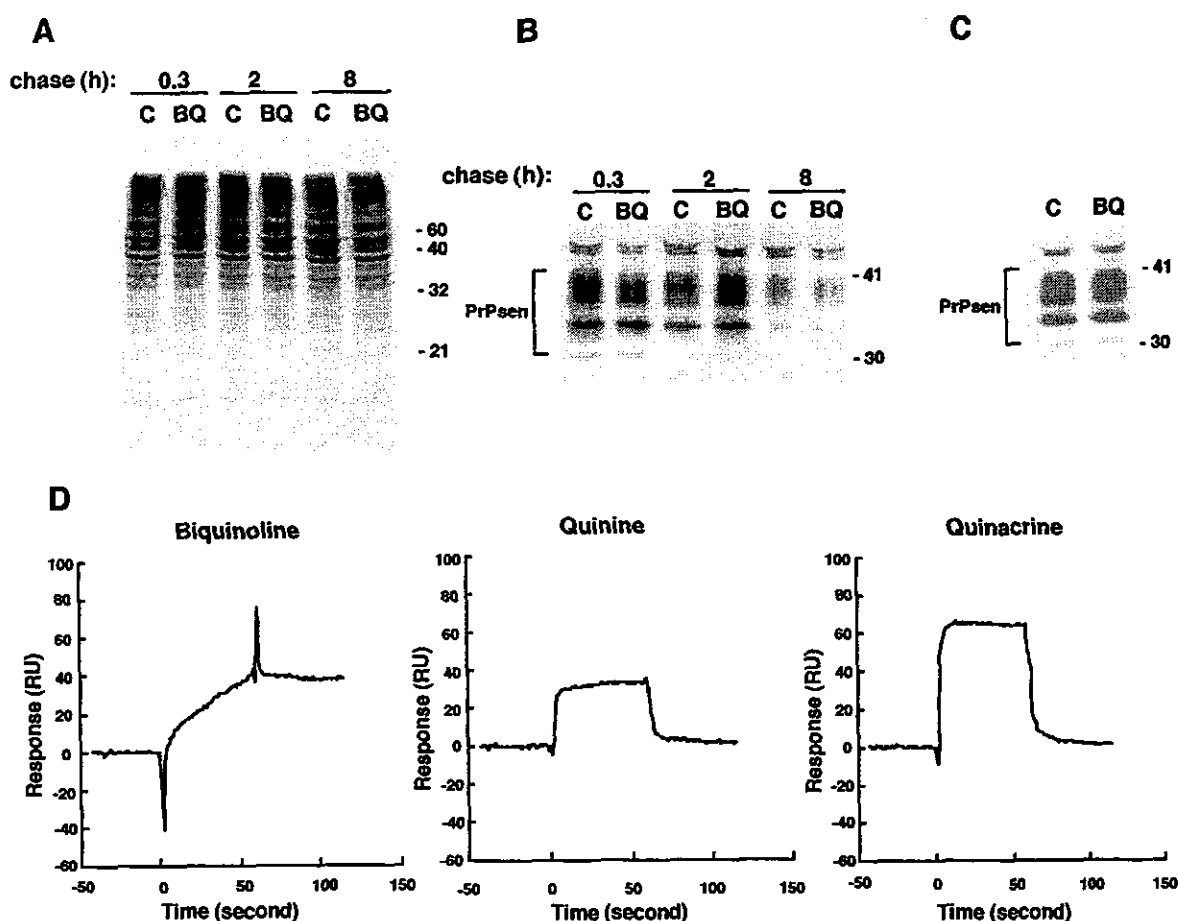 A
chase (h): 0.3 2 8
C BQ C BQ C BQ
- 60
- 40
- 32
- 21
B
chase (h): 0.3 2 8
C BQ C BQ C BQ
PrPsen
- 41
- 30
C
C BQ
PrPsen
- 41
- 30
D
Biquinoline
Response (RU)
100
80
60
40
20
0
-20
-40
-60
-50 0 50 100 150
Time (second)
Quinine
Response (RU)
100
80
60
40
20
0
-20
-40
-60
-50 0 50 100 150
Time (second)
Quinacrine
Response (RU)
100
80
60
40
20
0
-20
-40
-60
-50 0 50 100 150
Time (second)